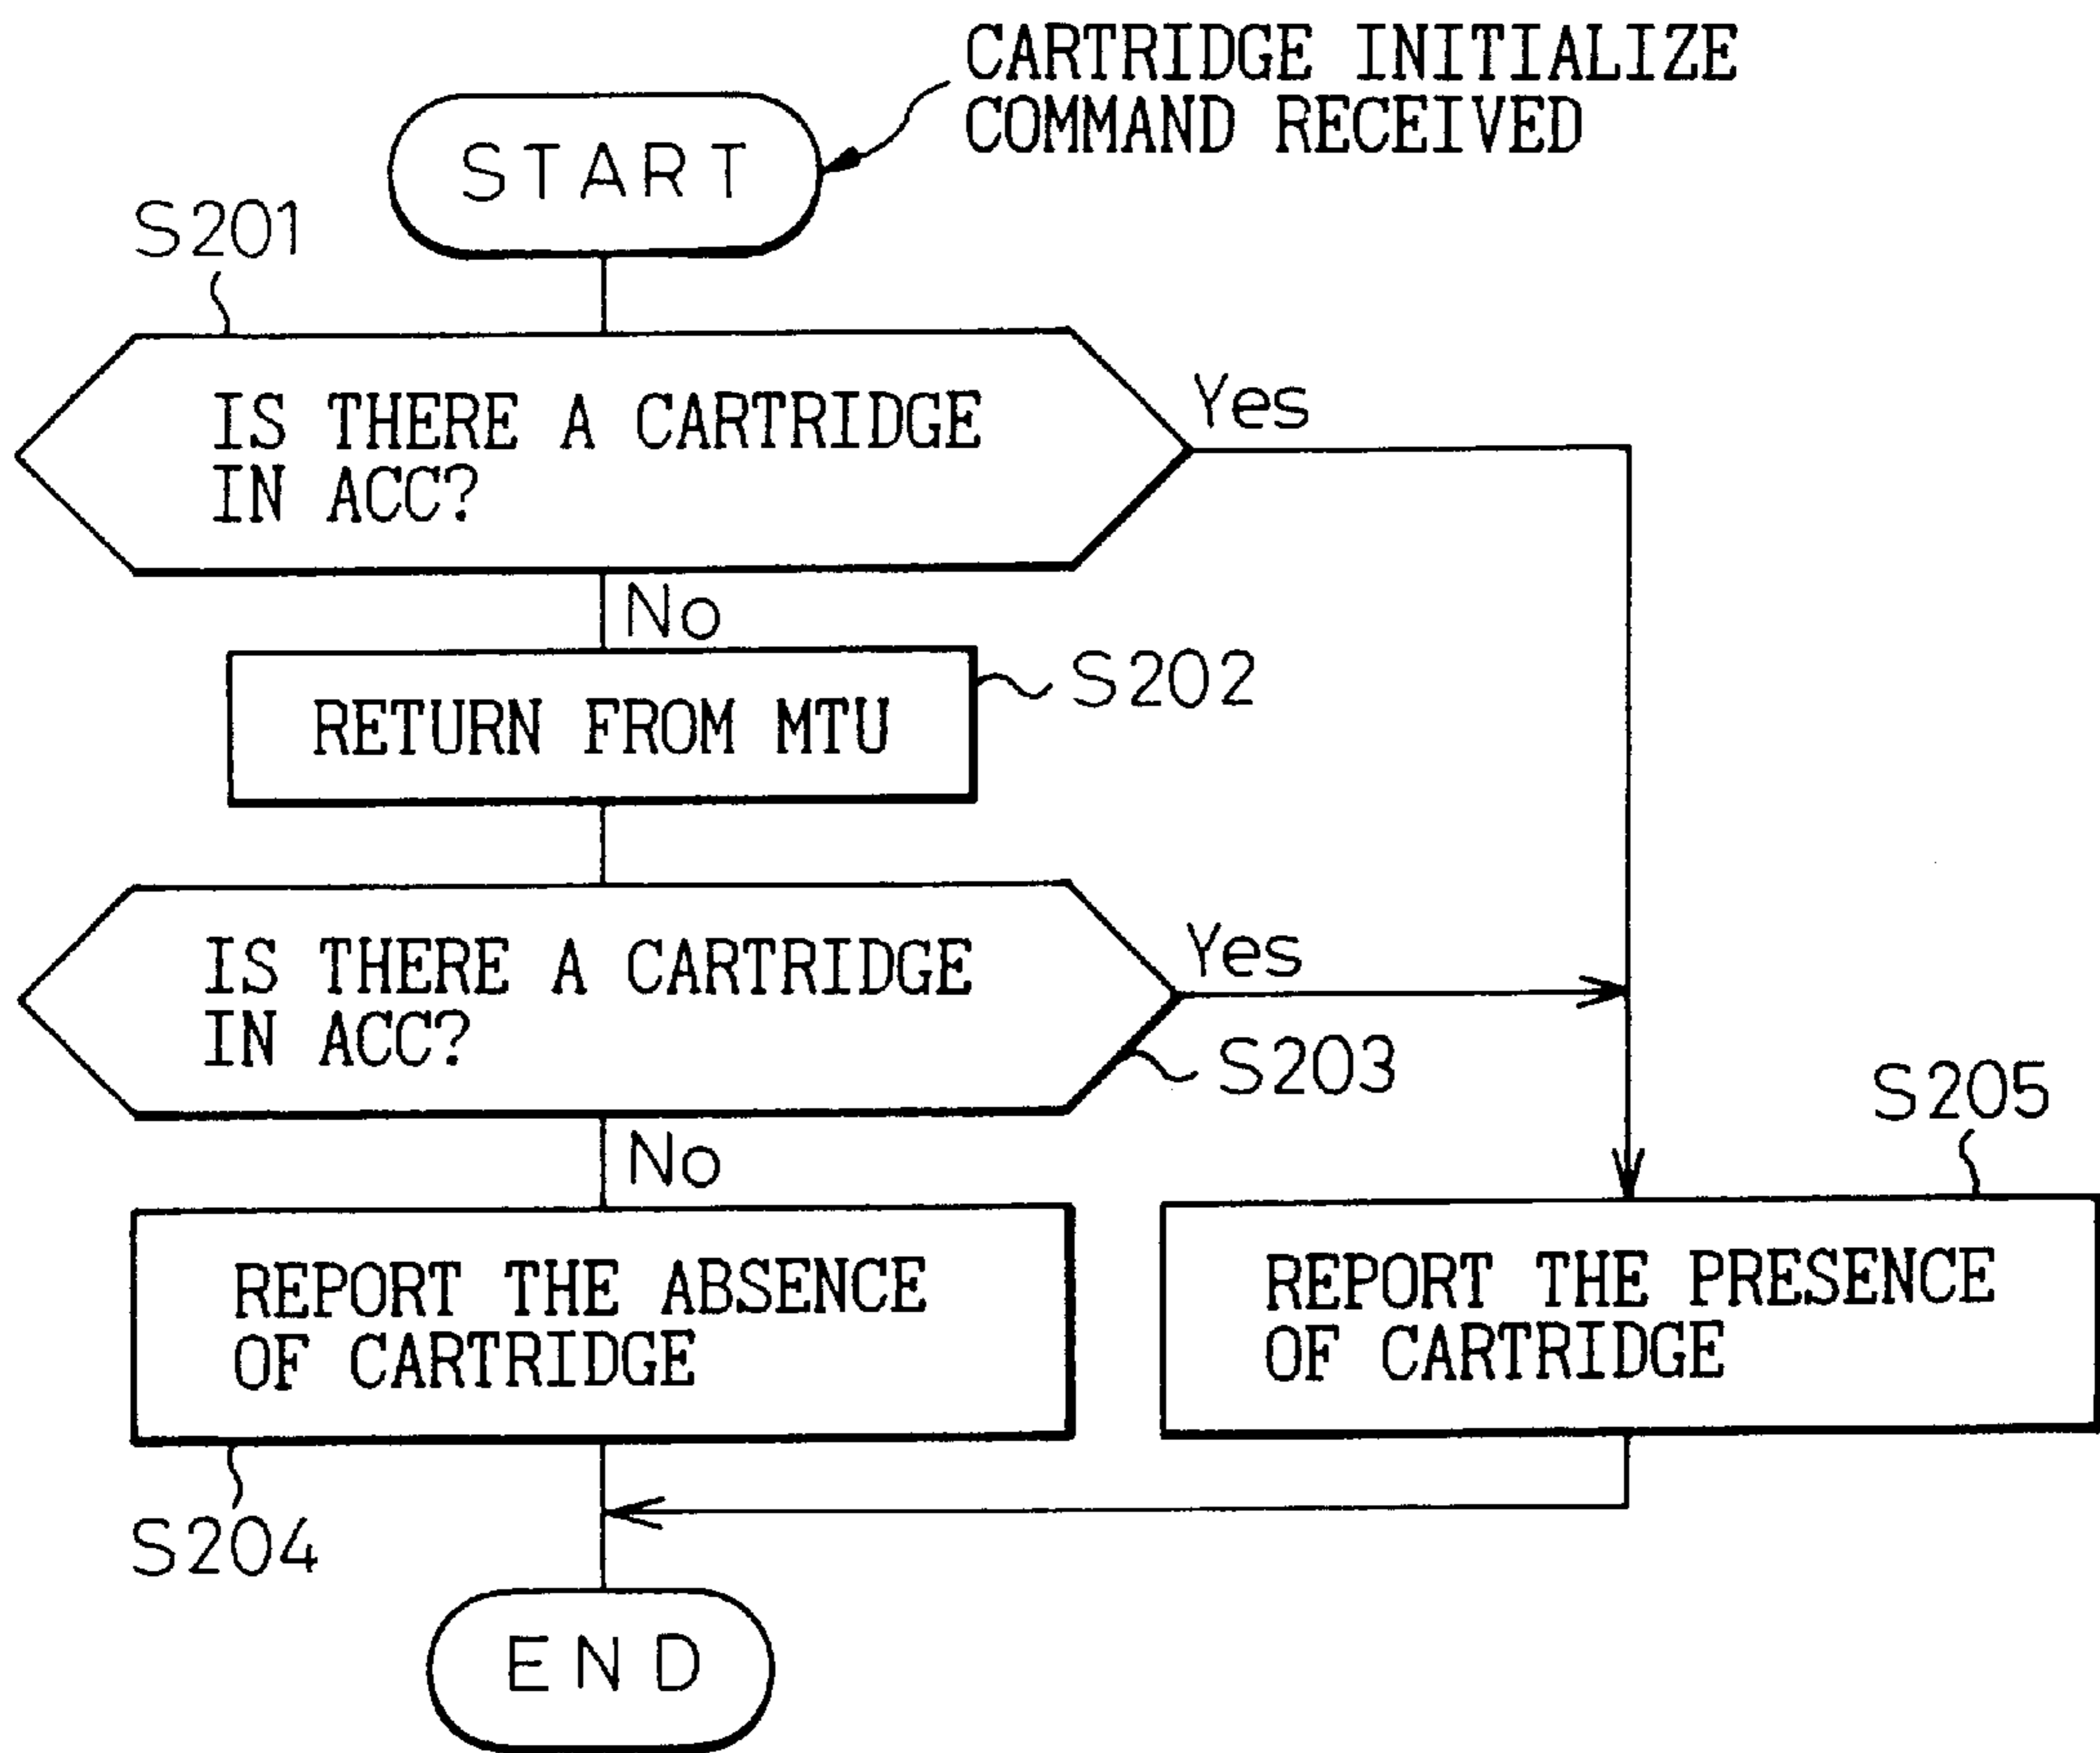 CARTRIDGE INITIALIZE
COMMAND RECEIVED
START
S201
IS THERE A CARTRIDGE
IN ACC?
Yes
No
RETURN FROM MTU
S202
IS THERE A CARTRIDGE
IN ACC?
Yes
S203
No
S205
REPORT THE ABSENCE
OF CARTRIDGE
REPORT THE PRESENCE
OF CARTRIDGE
S204
END